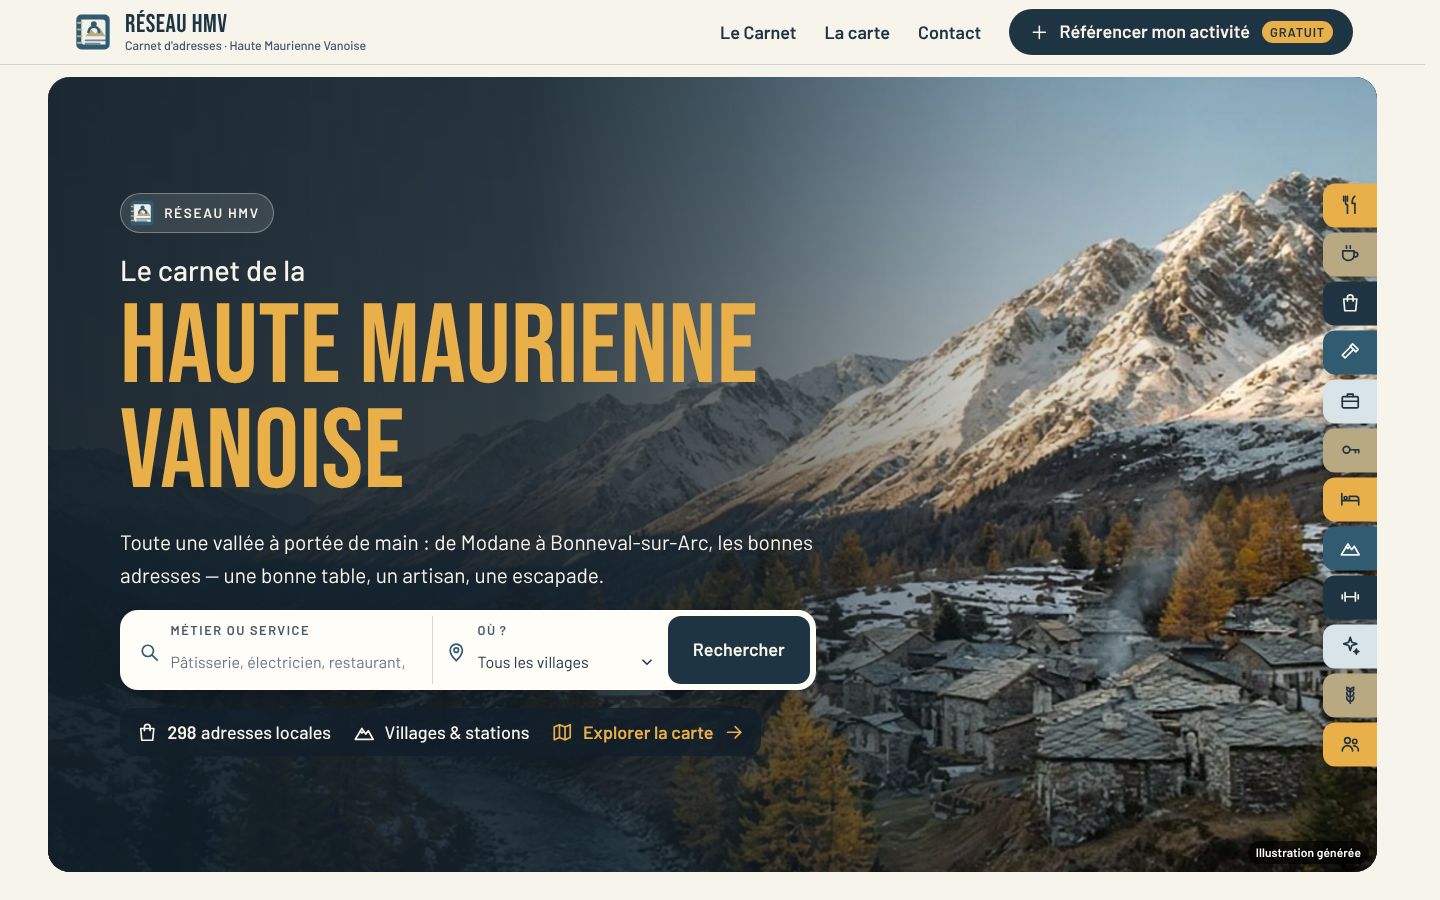 RÉSEAU HMV
Carnet d'adresses · Haute Maurienne Vanoise
Le Carnet
La carte
Contact
Référencer mon activité
GRATUIT
RÉSEAU HMV
Le carnet de la
HAUTE MAURIENNE
VANOISE
Toute une vallée à portée de main : de Modane à Bonneval-sur-Arc, les bonnes
adresses — une bonne table, un artisan, une escapade.
MÉTIER OU SERVICE
Pâtisserie, électricien, restaurant,
OÙ ?
Tous les villages
Rechercher
298 adresses locales
Villages & stations
Explorer la carte
Illustration générée